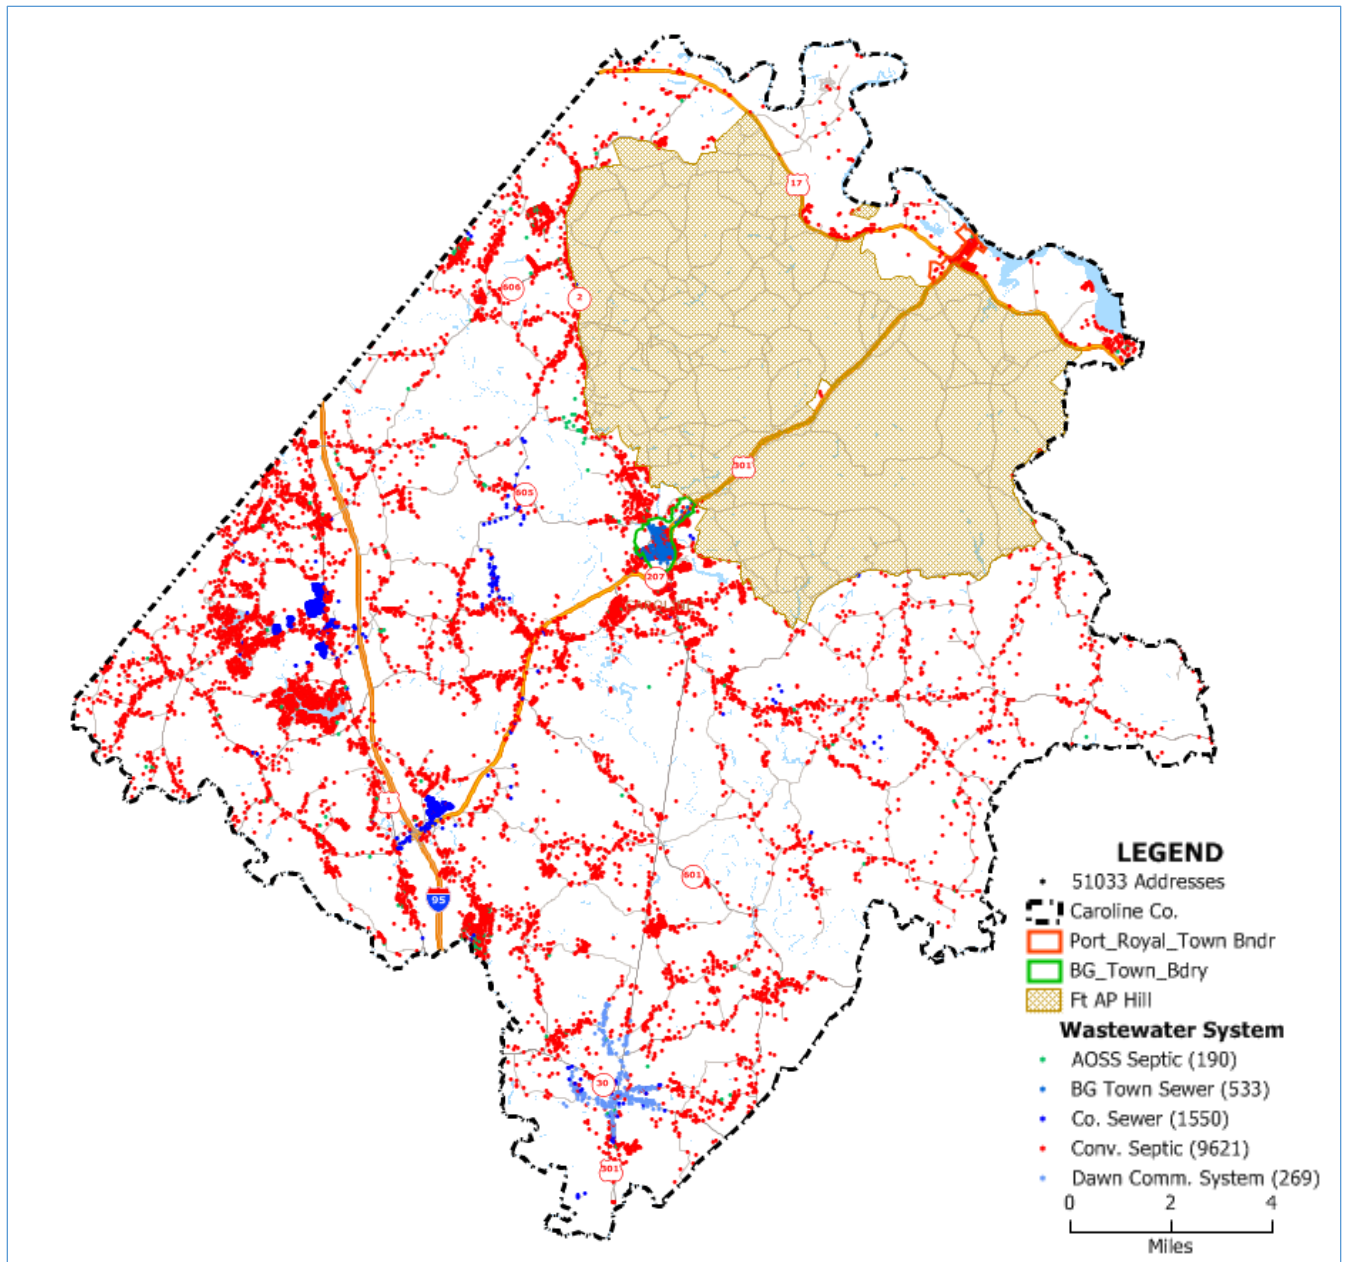 17
606
2
301
605
207
1
601
95
30
301
LEGEND
51033 Addresses
Caroline Co.
Port_Royal_Town Bndr
BG_Town_Bdry
Ft AP Hill
Wastewater System
AOSS Septic (190)
BG Town Sewer (533)
Co. Sewer (1550)
Conv. Septic (9621)
Dawn Comm. System (269)
0 2 4
Miles